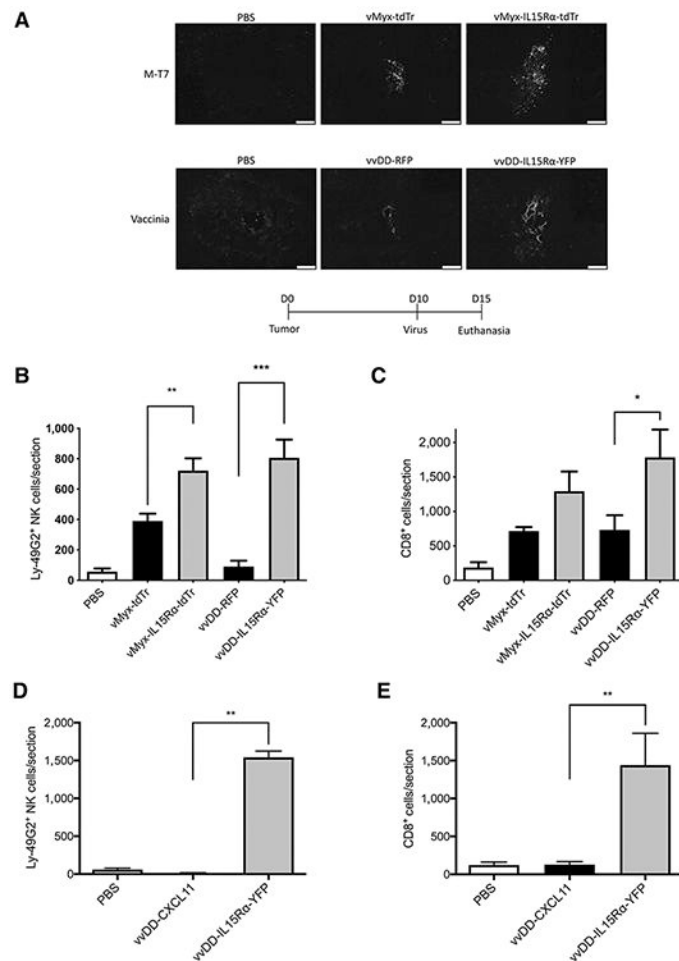 A
PBS vMyx-tdTr vMyx-IL15Rα-tdTr
M-T7
PBS vvDD-RFP vvDD-IL15Rα-YFP
Vaccinia
D0 D10 D15
Tumor Virus Euthanasia
B
Ly-49G2⁺ NK cells/section
1,000
800
600
400
200
0
**
***
PBS
vMyx-tdTr
vMyx-IL15Rα-tdTr
vvDD-RFP
vvDD-IL15Rα-YFP
C
CD8⁺ cells/section
2,000
1,500
1,000
500
0
*
PBS
vMyx-tdTr
vMyx-IL15Rα-tdTr
vvDD-RFP
vvDD-IL15Rα-YFP
D
Ly-49G2⁺ NK cells/section
2,000
1,500
1,000
500
0
**
PBS
vvDD-CXCL11
vvDD-IL15Rα-YFP
E
CD8⁺ cells/section
2,000
1,500
1,000
500
0
**
PBS
vvDD-CXCL11
vvDD-IL15Rα-YFP